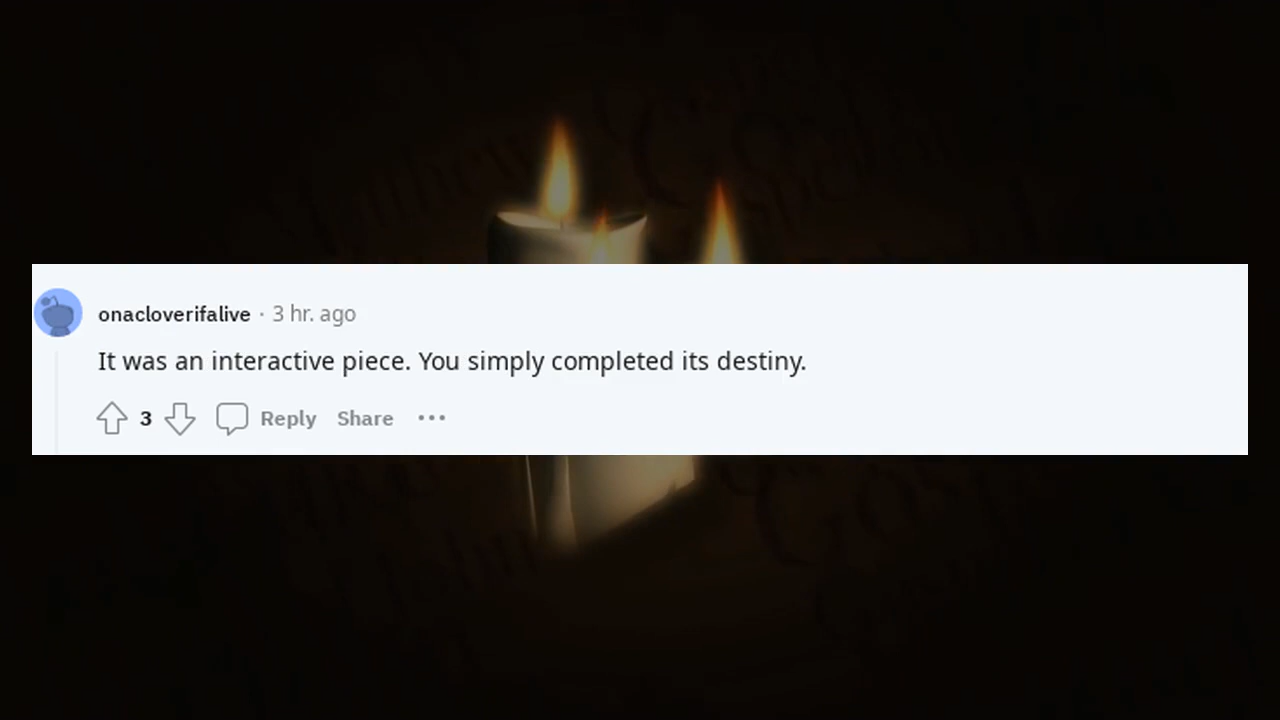 onacloverifalive · 3 hr. ago
It was an interactive piece. You simply completed its destiny.
3 Reply Share ···